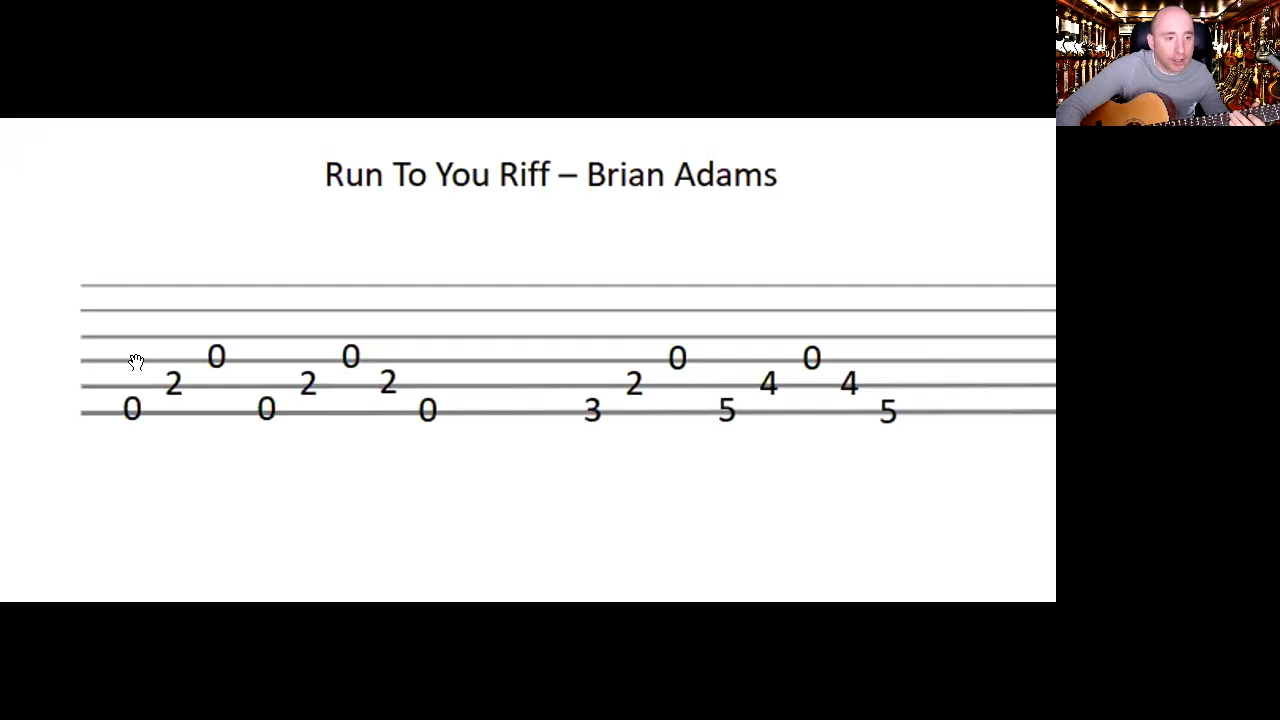 Run To You Riff – Brian Adams
0 0 0 0
2 2 2 2 4 4
0 0 0 3 5 5